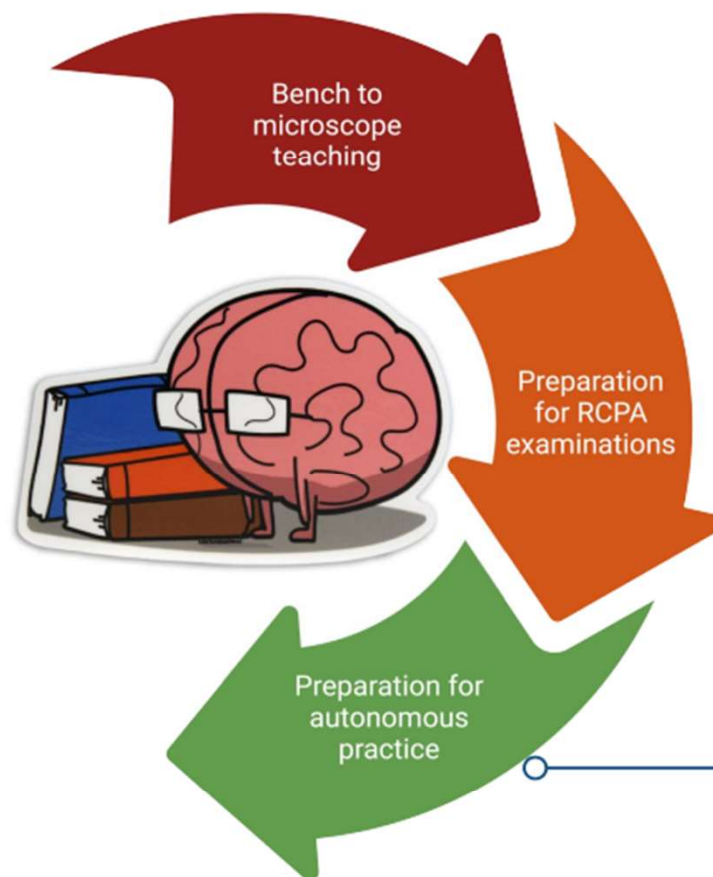 Bench to
microscope
teaching
Preparation
for RCPA
examinations
Preparation for
autonomous
practice